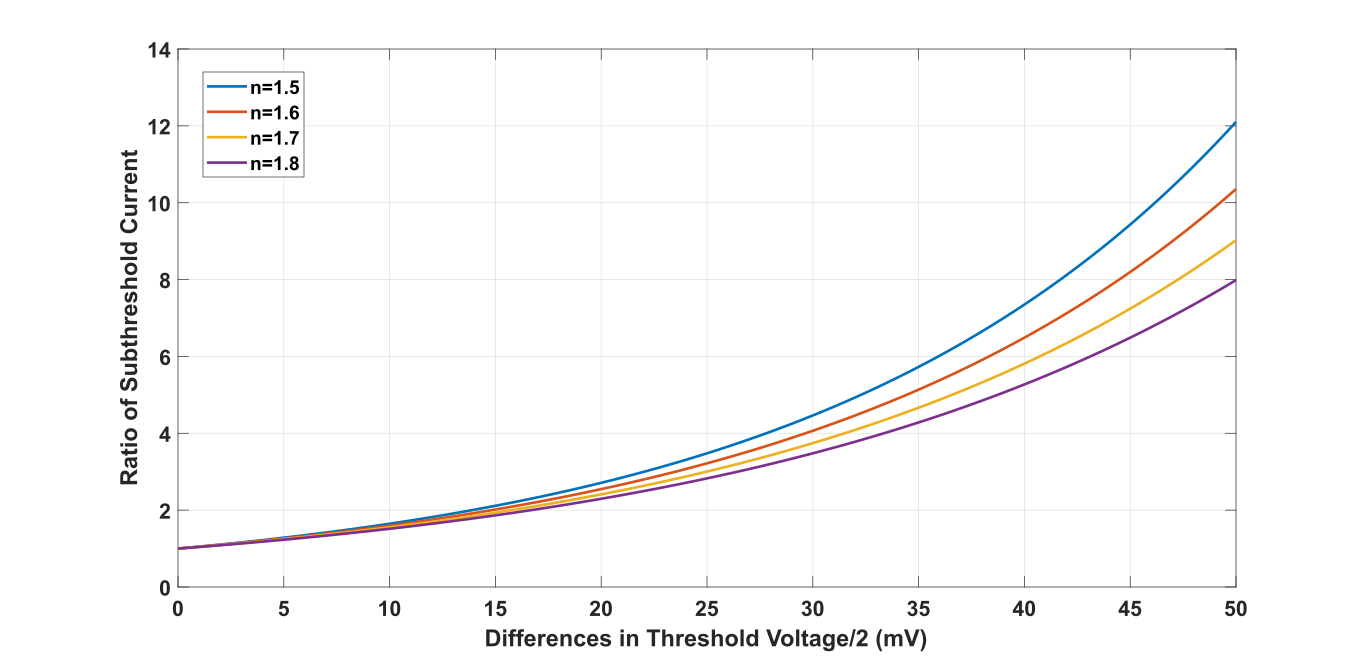 14
12
10
8
6
4
2
0
n=1.5
n=1.6
n=1.7
n=1.8
Ratio of Subthreshold Current
0 5 10 15 20 25 30 35 40 45 50
Differences in Threshold Voltage/2 (mV)